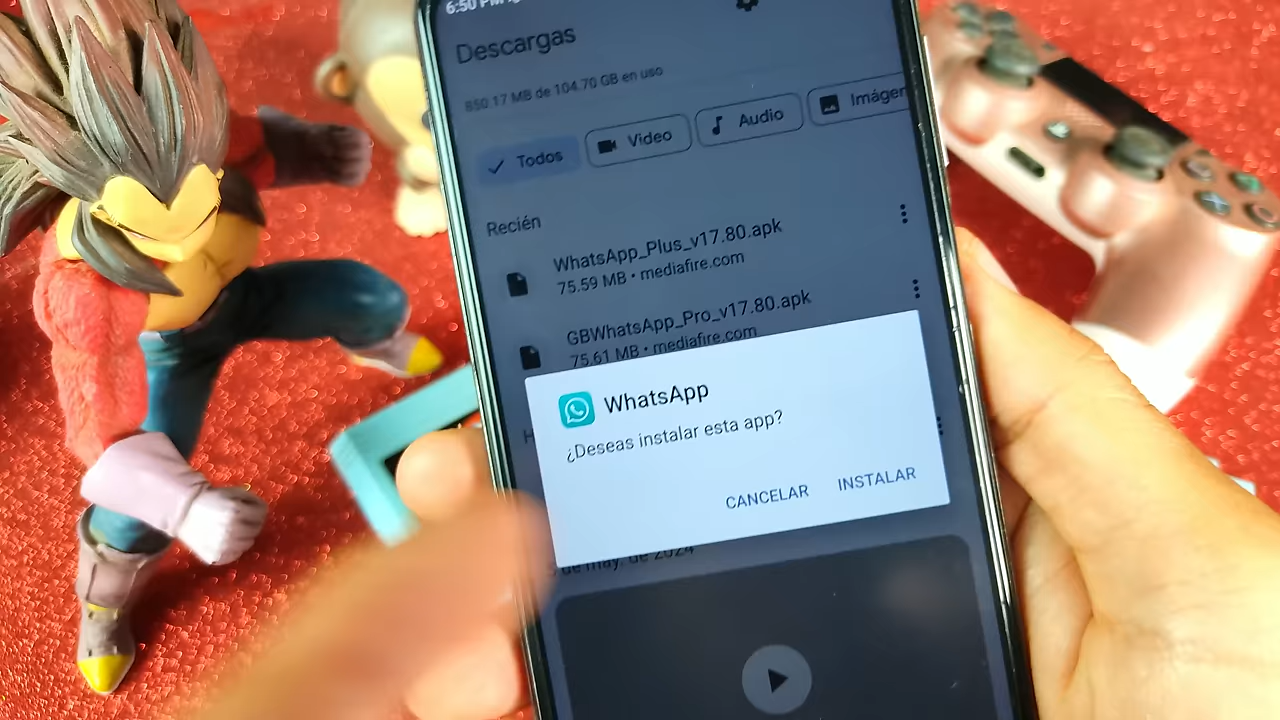 6:50 PM
Descargas
850.17 MB de 104.70 GB en uso
Todos
Video
Audio
Imágen
Recién
WhatsApp_Plus_v17.80.apk
75.59 MB • mediafire.com
GBWhatsApp_Pro_v17.80.apk
75.61 MB • mediafire.com
WhatsApp
¿Deseas instalar esta app?
CANCELAR
INSTALAR
de may. de 2024